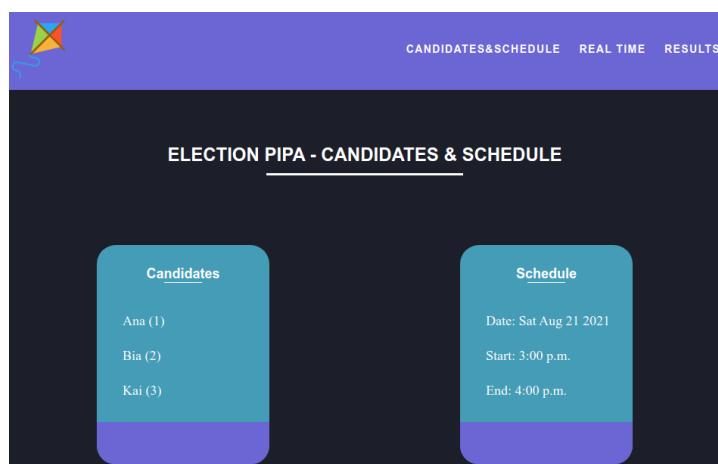 CANDIDATES&SCHEDULE REAL TIME RESULTS
ELECTION PIPA - CANDIDATES & SCHEDULE
Candidates
Ana (1)
Bia (2)
Kai (3)
Schedule
Date: Sat Aug 21 2021
Start: 3:00 p.m.
End: 4:00 p.m.